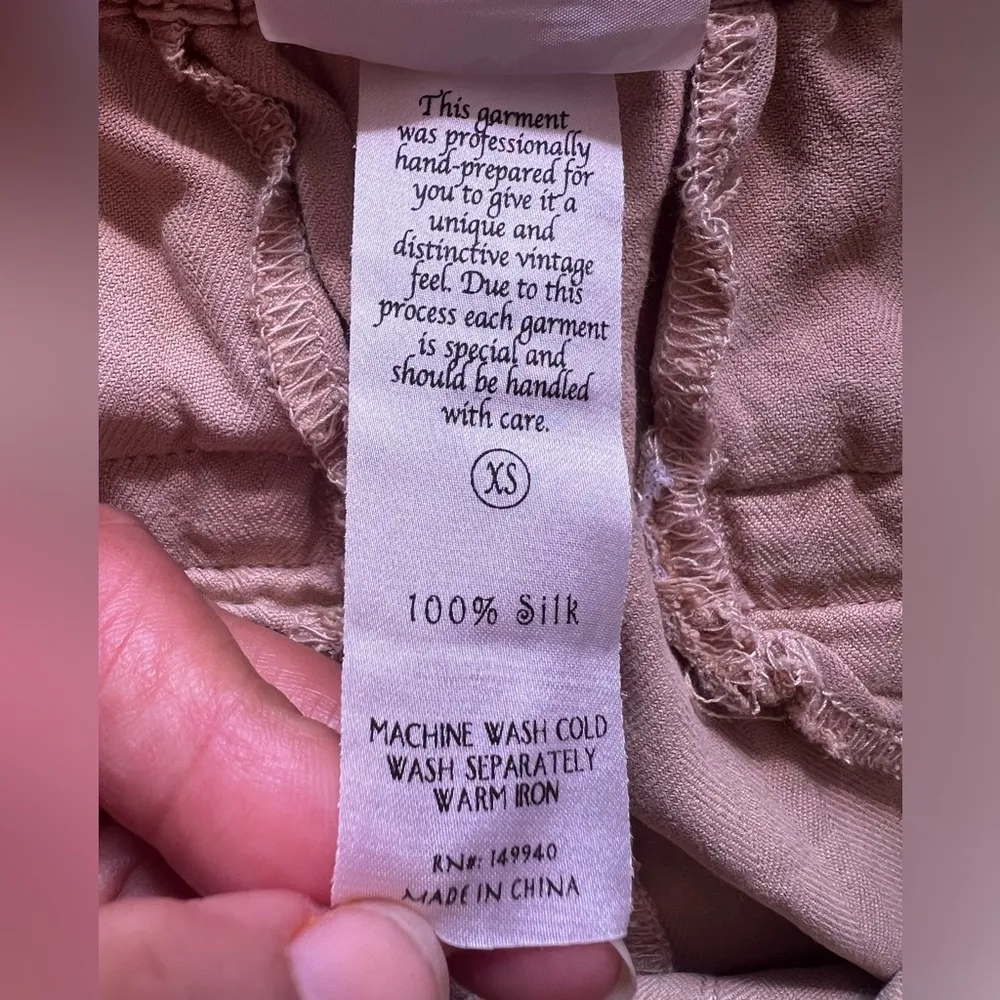 This garment
was professionally
hand-prepared for
you to give it a
unique and
distinctive vintage
feel. Due to this
process each garment
is special and
should be handled
with care.
XS
100% Silk
MACHINE WASH COLD
WASH SEPARATELY
WARM IRON
RN#: 149940
MADE IN CHINA